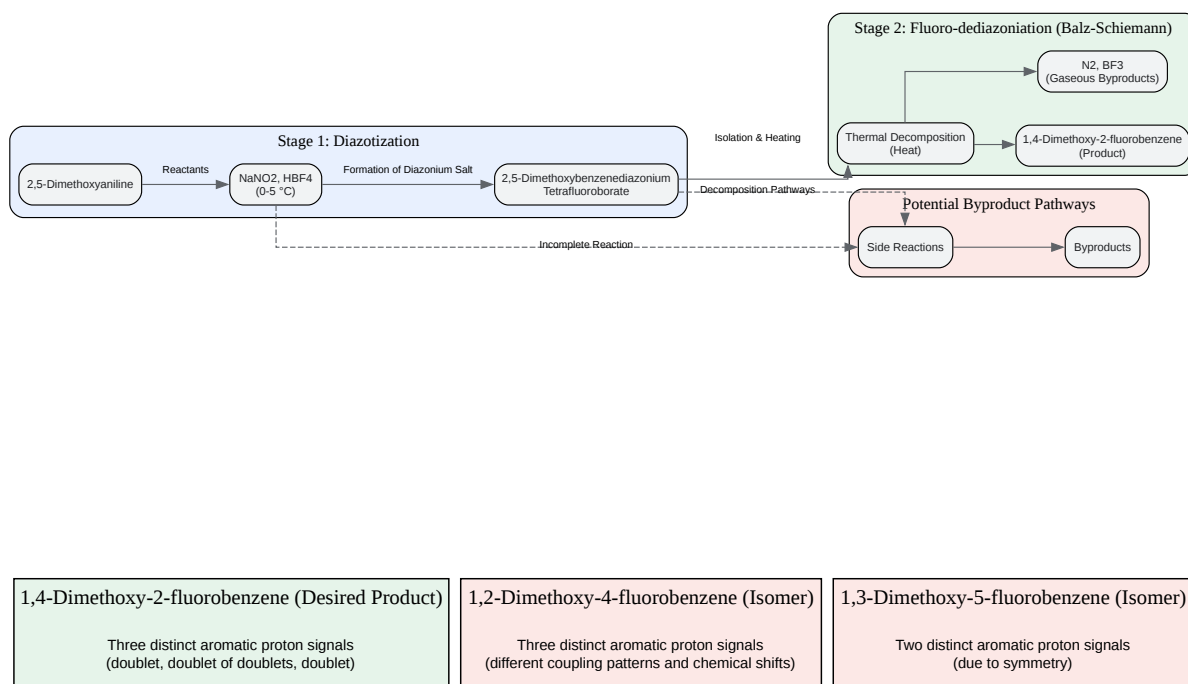 Stage 2: Fluoro-dediazoniation (Balz-Schiemann)
N2, BF3
(Gaseous Byproducts)
Stage 1: Diazotization
Isolation & Heating
Thermal Decomposition
(Heat)
1,4-Dimethoxy-2-fluorobenzene
(Product)
2,5-Dimethoxyaniline
Reactants
NaNO2, HBF4
(0-5 °C)
Formation of Diazonium Salt
2,5-Dimethoxybenzenediazonium
Tetrafluoroborate
Decomposition Pathways
Potential Byproduct Pathways
Incomplete Reaction
Side Reactions
Byproducts
1,4-Dimethoxy-2-fluorobenzene (Desired Product)
Three distinct aromatic proton signals
(doublet, doublet of doublets, doublet)
1,2-Dimethoxy-4-fluorobenzene (Isomer)
Three distinct aromatic proton signals
(different coupling patterns and chemical shifts)
1,3-Dimethoxy-5-fluorobenzene (Isomer)
Two distinct aromatic proton signals
(due to symmetry)